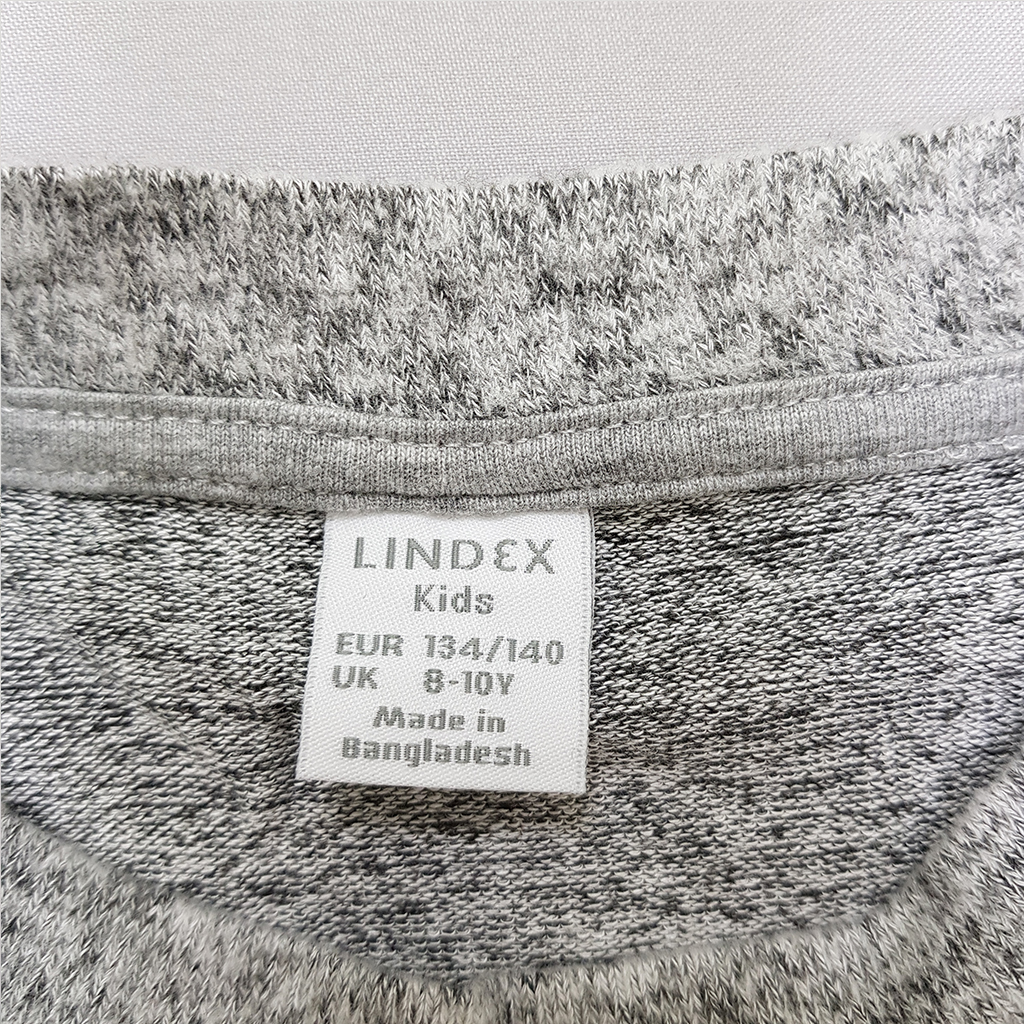 LINDEX
Kids
EUR 134/140
UK 8-10Y
Made in
Bangladesh